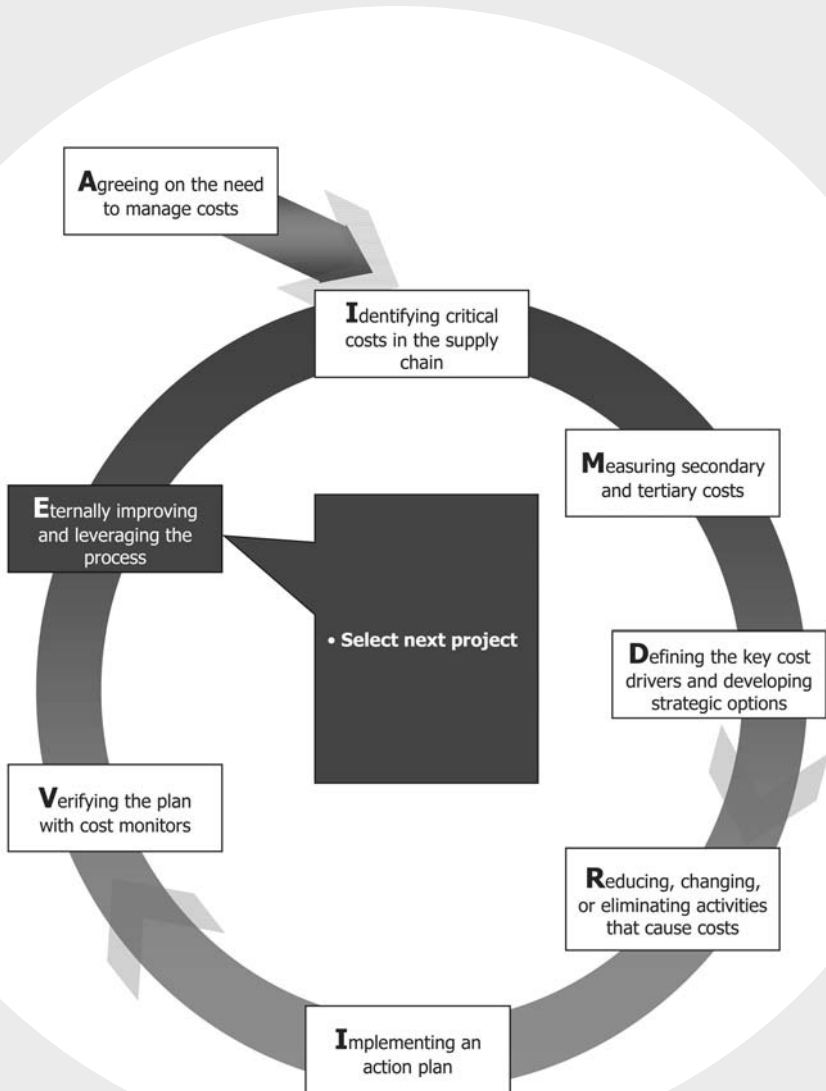 Agreeing on the need
to manage costs
Identifying critical
costs in the supply
chain
Measuring secondary
and tertiary costs
Defining the key cost
drivers and developing
strategic options
Reducing, changing,
or eliminating activities
that cause costs
Implementing an
action plan
Verifying the plan
with cost monitors
Eternally improving
and leveraging the
process
• Select next project